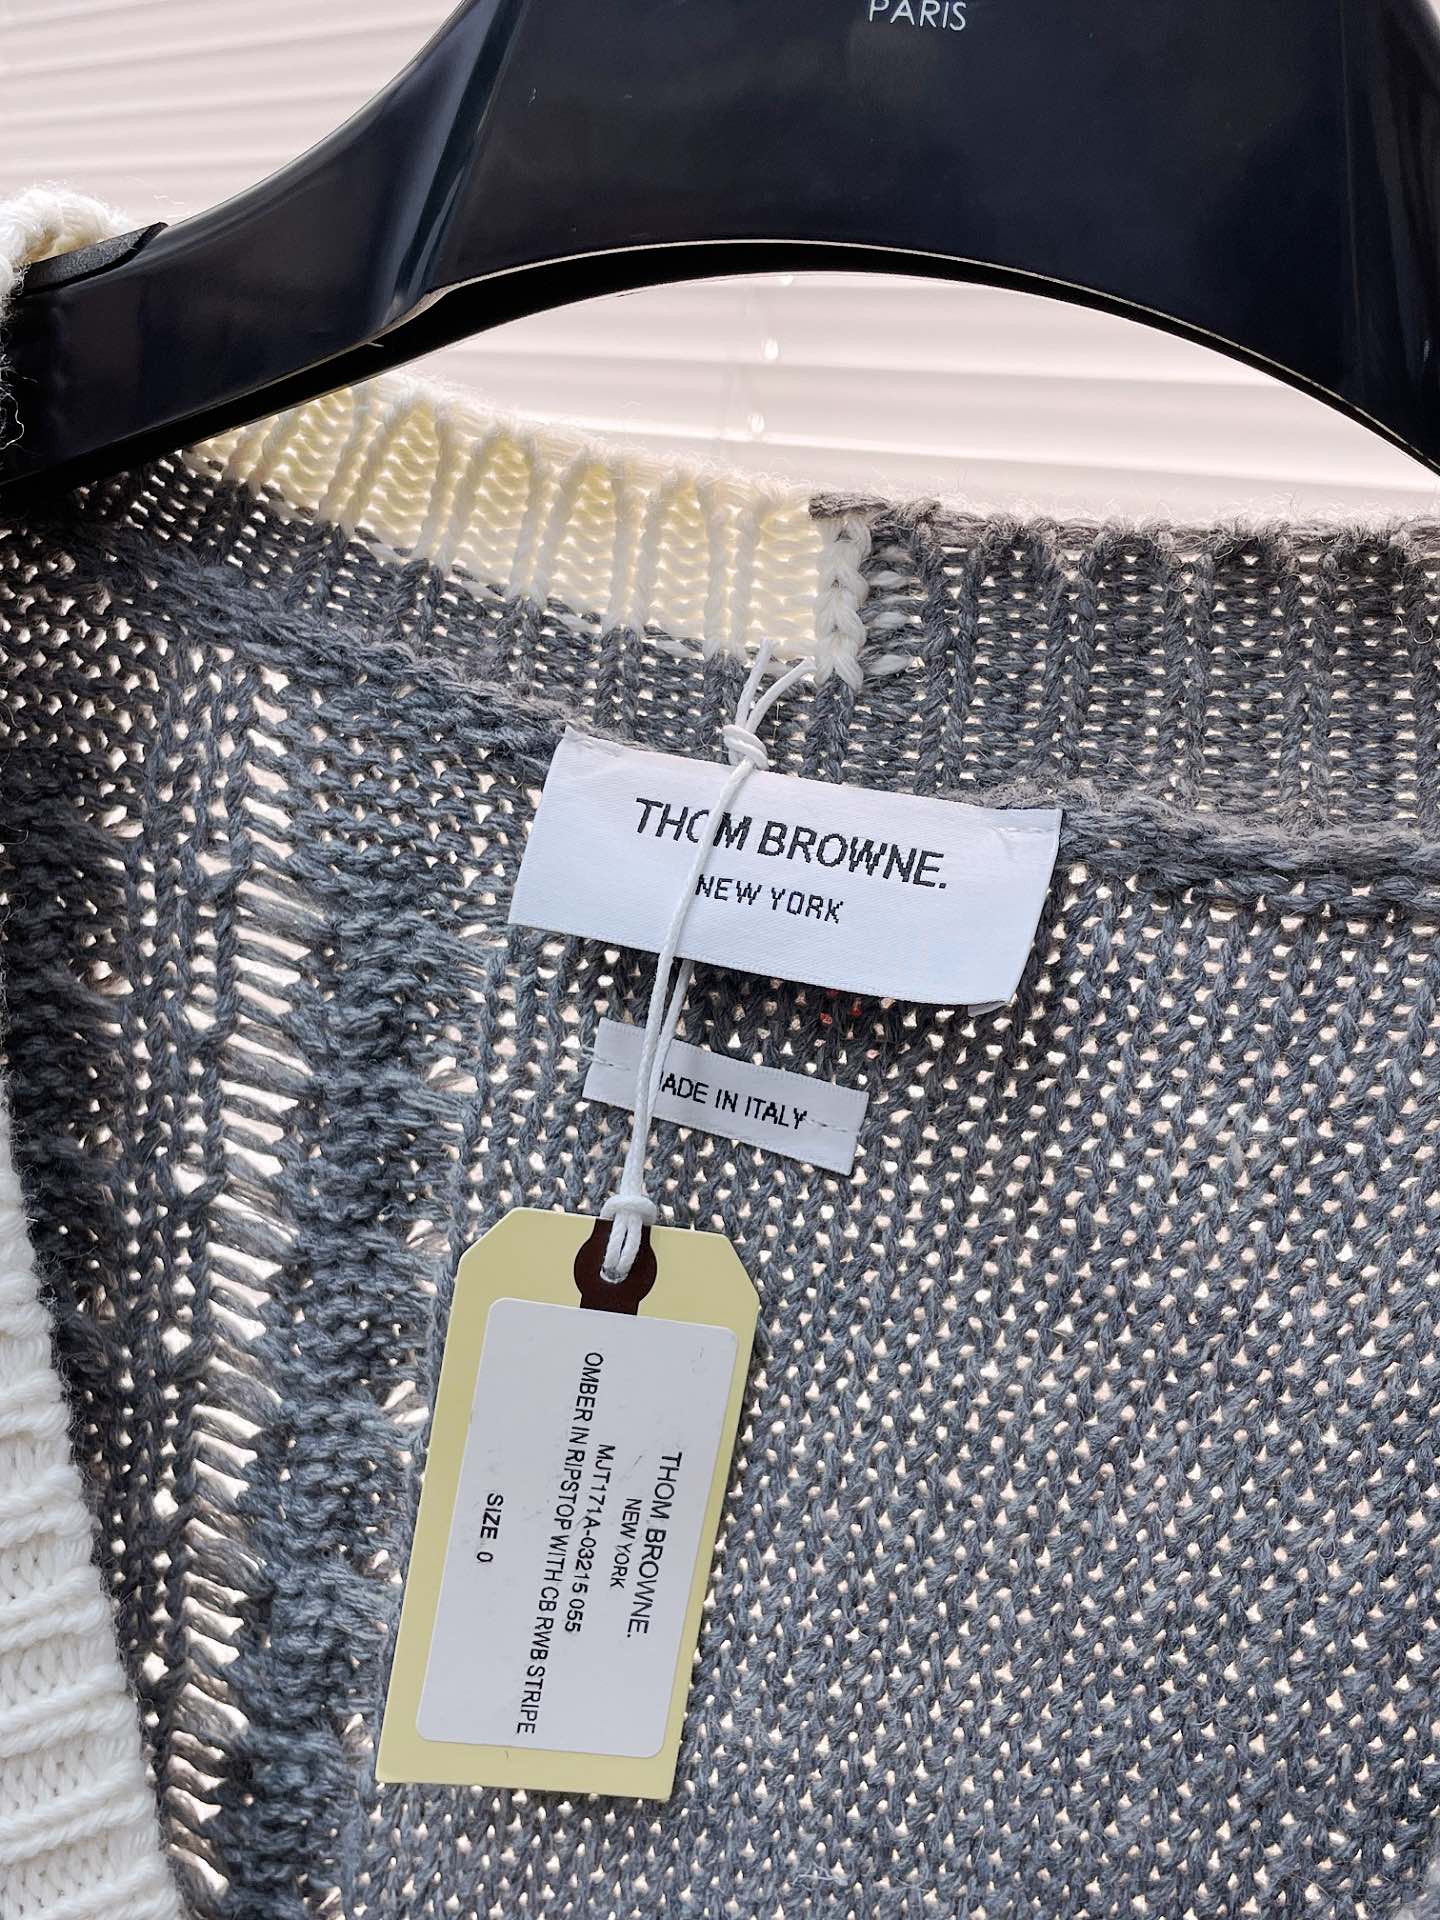 PARIS
THOM BROWNE.
NEW YORK
ADE IN ITALY
THOM BROWNE.
NEW YORK
MJT171A-03215 055
OMBER IN RIPSTOP WITH CB RWB STRIPE
SIZE 0